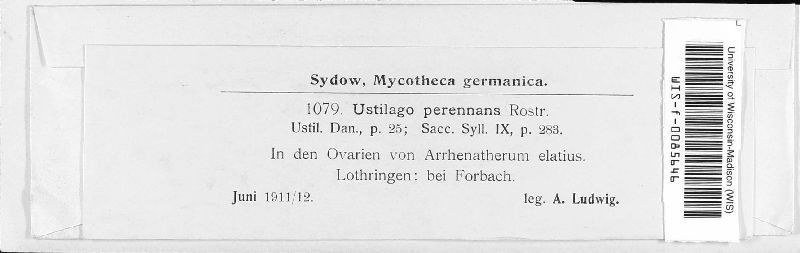 Sydow, Mycotheca germanica.
1079. Ustilago perennans Rostr.
Ustil. Dan., p. 25; Sacc. Syll. IX, p. 283.
In den Ovarien von Arrhenatherum elatius.
Lothringen: bei Forbach.
Juni 1911/12. leg. A. Ludwig.
University of Wisconsin-Madison (WIS)
WIS-f-0085646